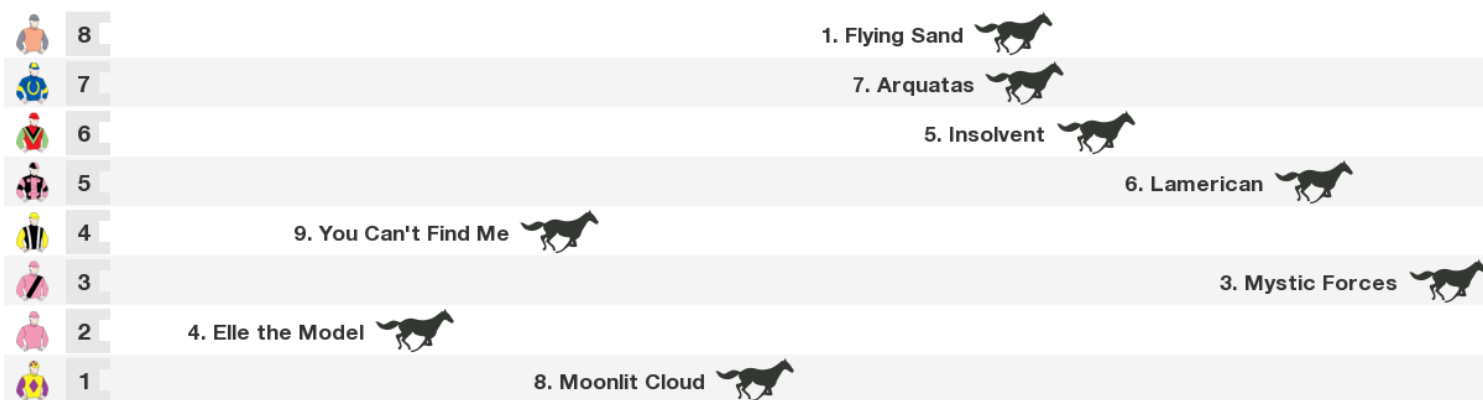 8 1. Flying Sand
7 7. Arquatas
6 5. Insolvent
5 6. Lamerican
4 9. You Can't Find Me
3 3. Mystic Forces
2 4. Elle the Model
1 8. Moonlit Cloud